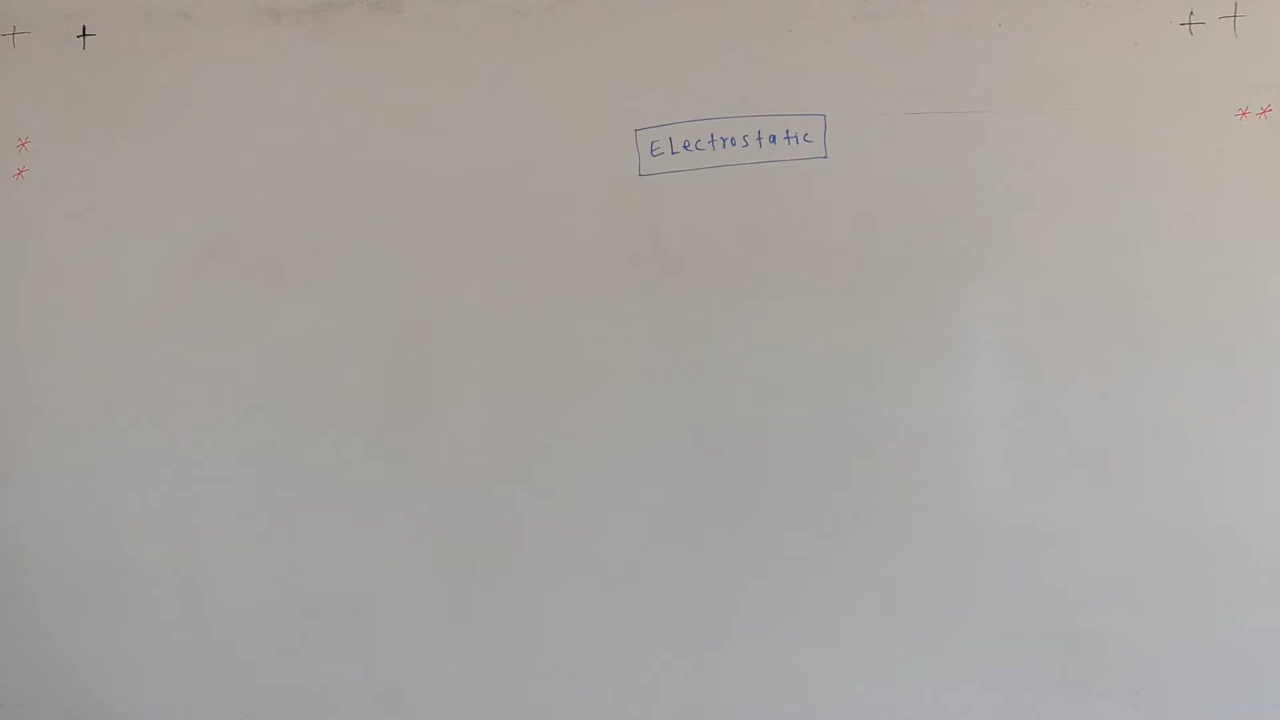 + + + +
* *
*
Electrostatic
*